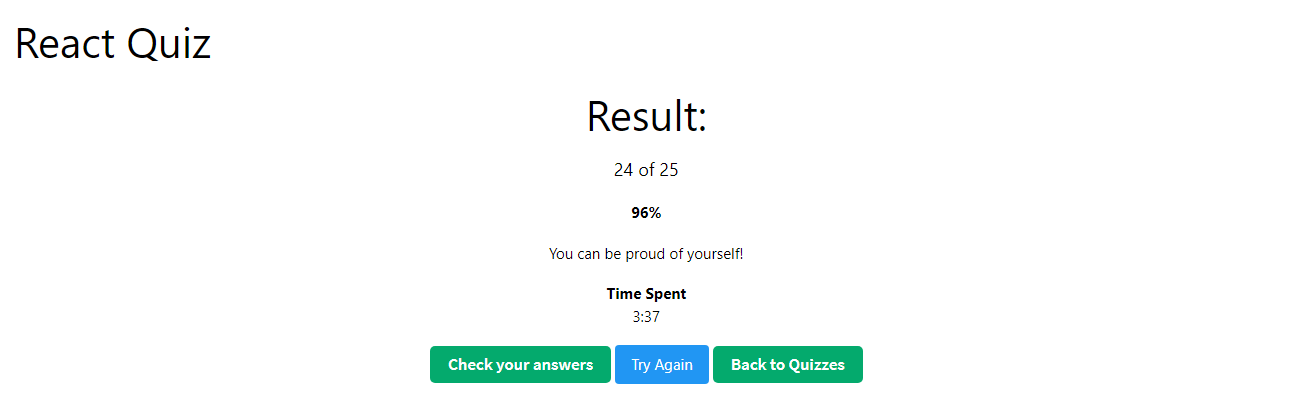 React Quiz
Result:
24 of 25
96%
You can be proud of yourself!
Time Spent
3:37
Check your answers Try Again Back to Quizzes